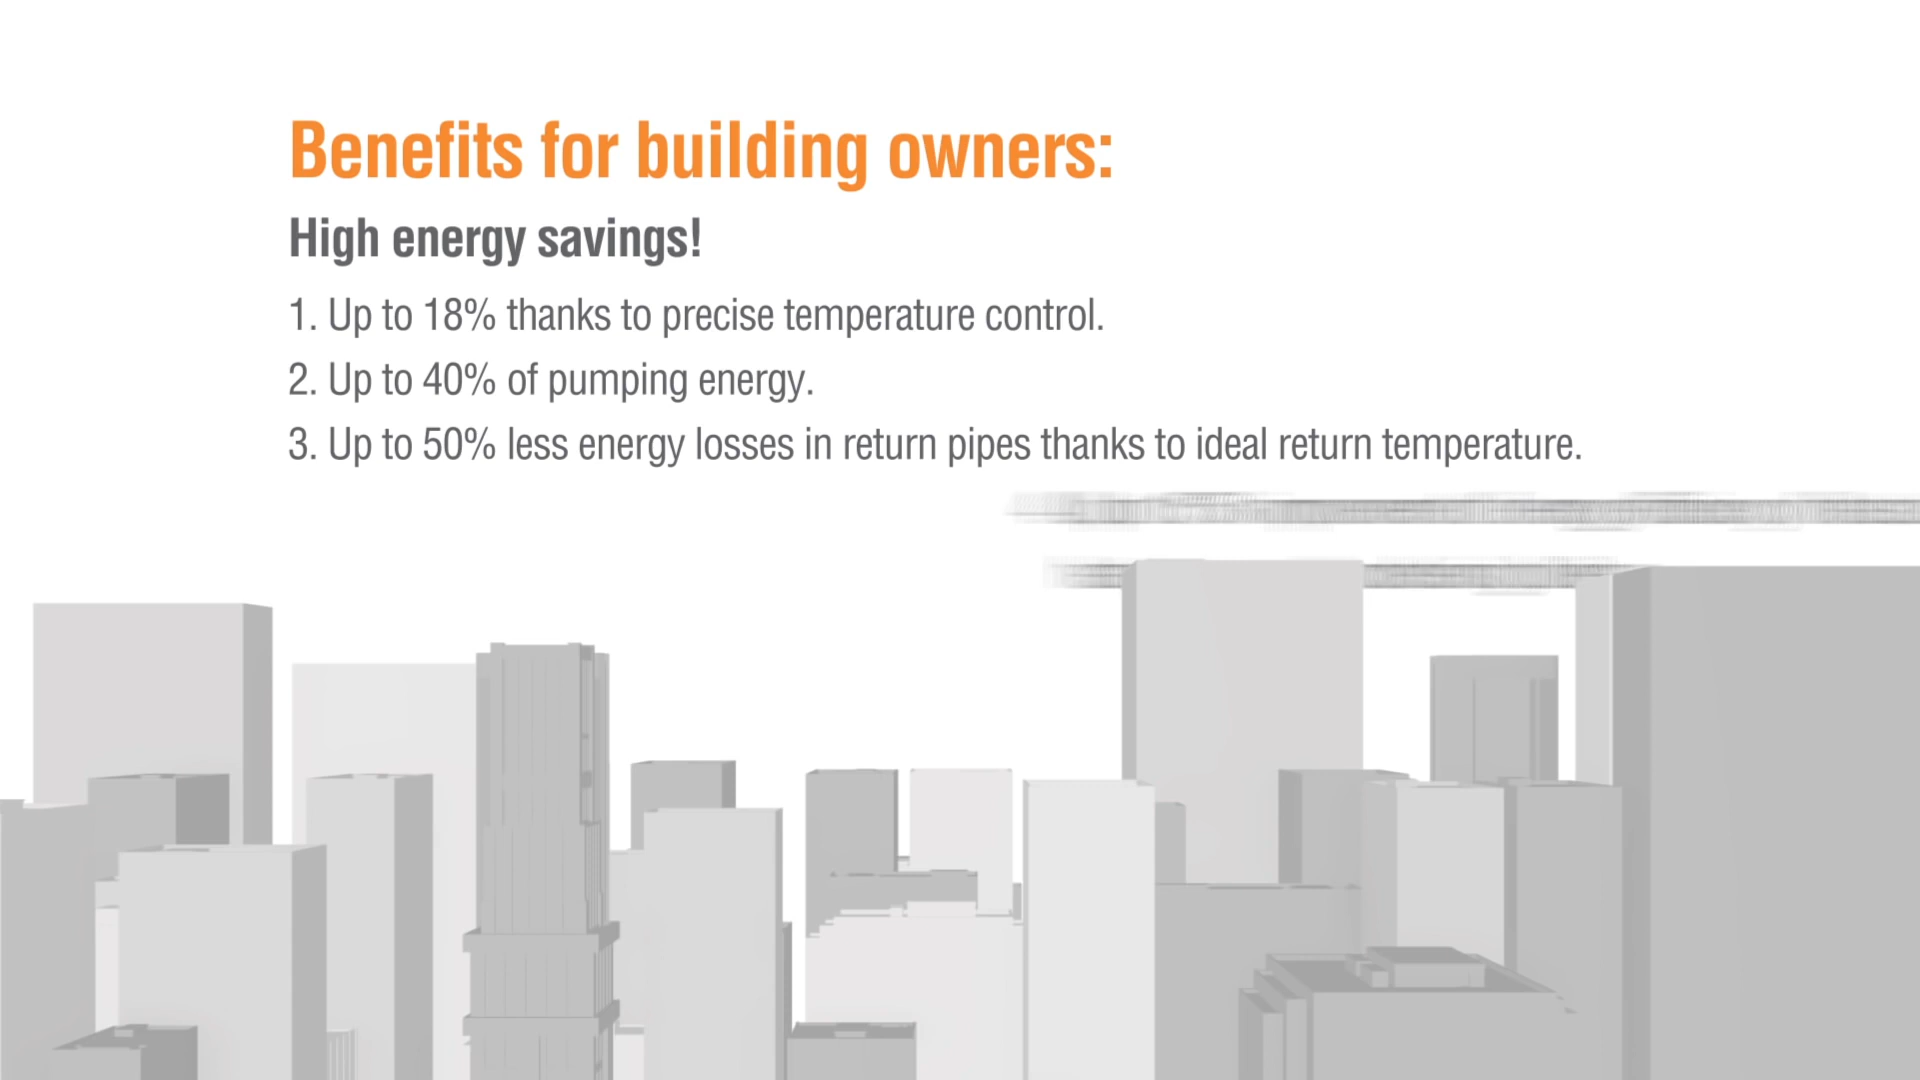 Benefits for building owners:
High energy savings!
1. Up to 18% thanks to precise temperature control.
2. Up to 40% of pumping energy.
3. Up to 50% less energy losses in return pipes thanks to ideal return temperature.